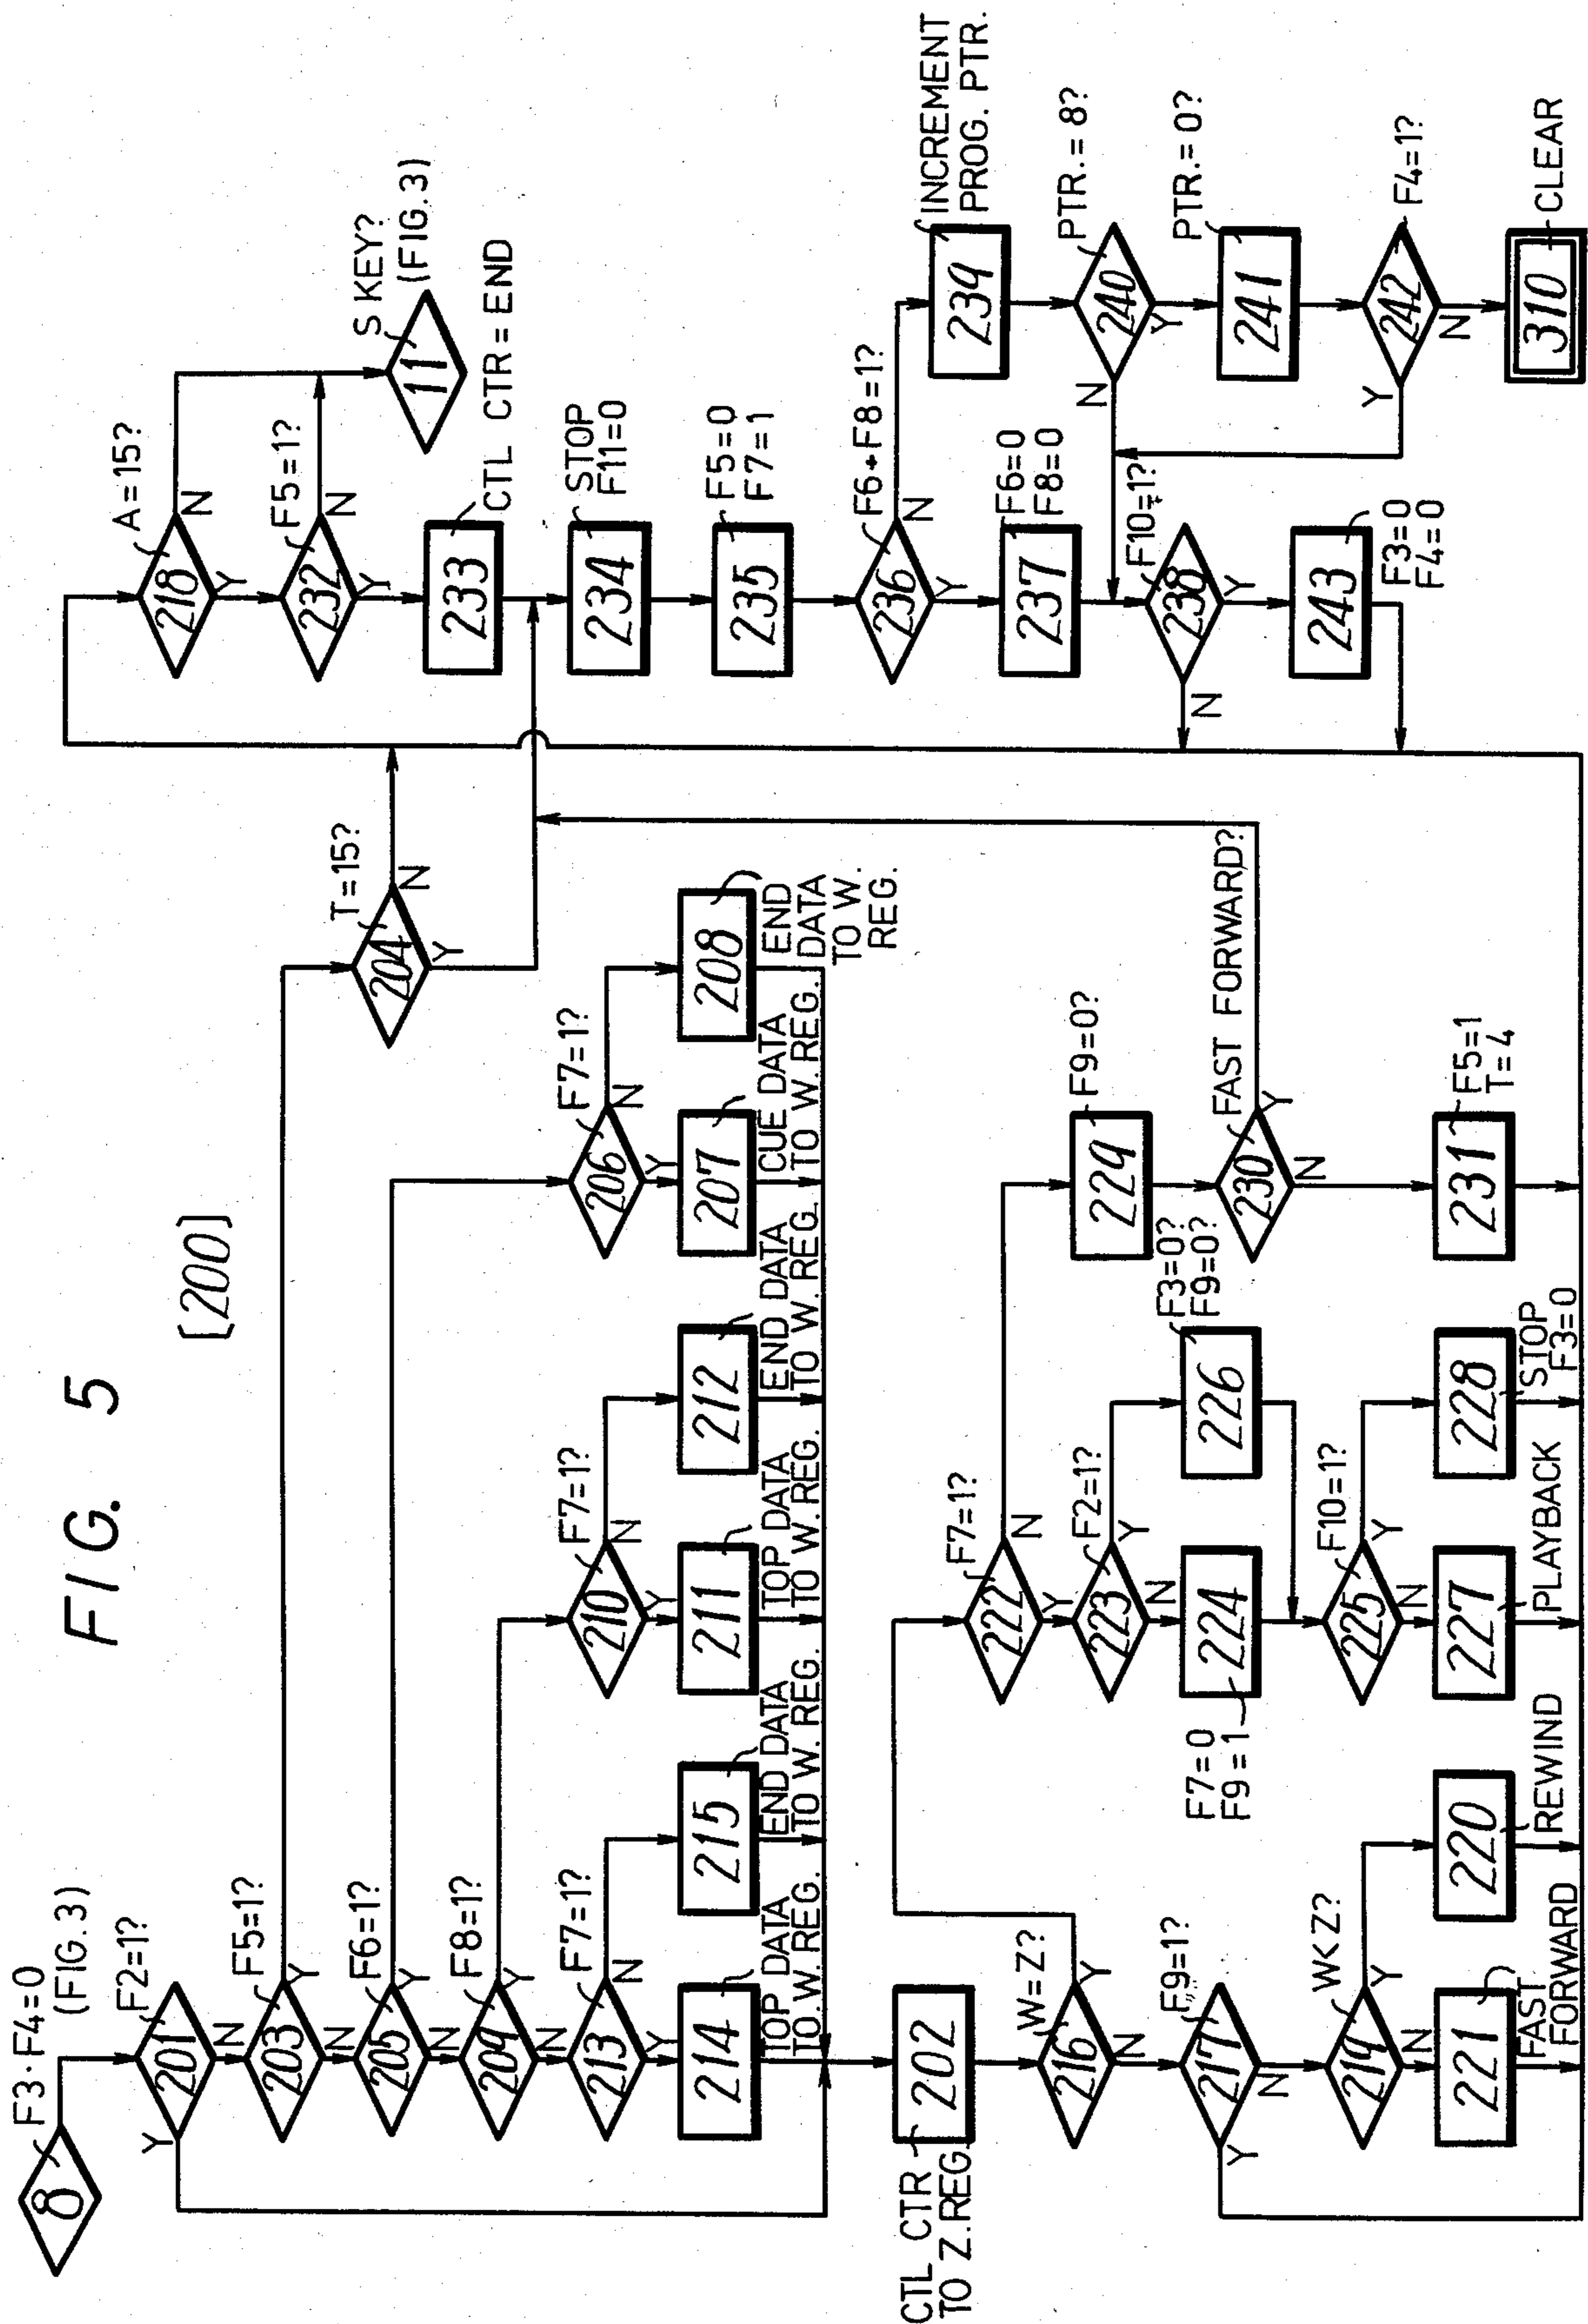 FIG. 5
[200]
8
F3·F4=0
(FIG.3)
201
F2=1?
Y
N
203
F5=1?
Y
N
205
F6=1?
Y
N
209
F8=1?
Y
N
213
F7=1?
N
Y
214
TOP DATA
TO W.REG.
215
END DATA
TO W.REG.
210
F7=1?
N
Y
211
TOP DATA
TO W.REG.
212
END DATA
TO W.REG.
206
F7=1?
N
Y
207
CUE DATA
TO W.REG.
208
END
DATA
TO W.
REG.
204
T=15?
N
Y
CTL CTR
TO Z.REG.
202
216
W=Z?
Y
N
217
F9=1?
Y
N
219
W<Z?
Y
N
221
FAST
FORWARD
220
REWIND
222
F7=1?
N
Y
223
F2=1?
Y
N
224
F7=0
F9=1
226
F3=0?
F9=0?
225
F10=1?
Y
N
227
PLAYBACK
228
STOP
F3=0
229
F9=0?
230
FAST FORWARD?
Y
N
231
F5=1
T=4
218
A=15?
N
Y
232
F5=1?
N
Y
11
S KEY?
(FIG.3)
233
CTL CTR=END
234
STOP
F11=0
235
F5=0
F7=1
236
F6+F8=1?
N
Y
237
F6=0
F8=0
238
F10=1?
N
Y
243
F3=0
F4=0
239
INCREMENT
PROG. PTR.
240
PTR.=8?
N
Y
241
PTR.=0?
242
F4=1?
Y
N
310
CLEAR